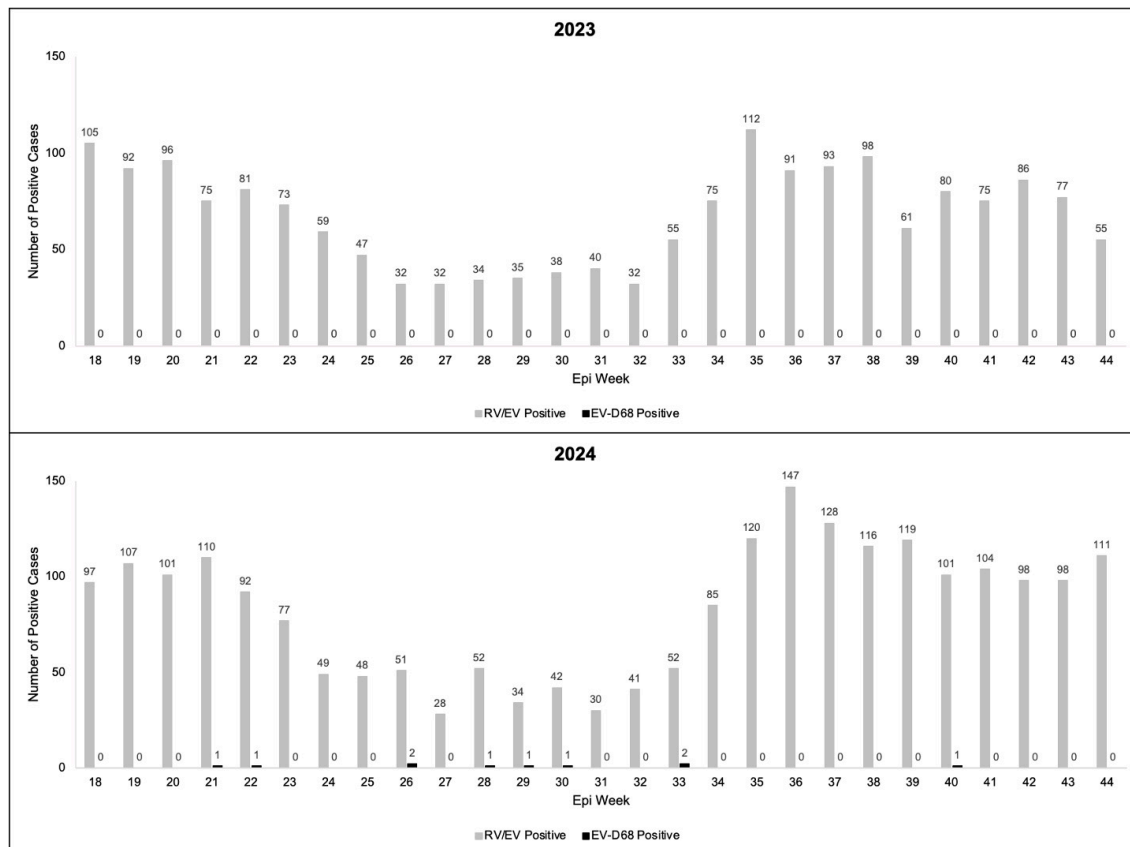 2023
150
100
50
0
Number of Positive Cases
105 92 96 75 81 73 59 47 32 32 34 35 38 40 32 55 75 112 91 93 98 61 80 75 86 77 55
0 0 0 0 0 0 0 0 0 0 0 0 0 0 0 0 0 0 0 0 0 0 0 0 0 0 0
18 19 20 21 22 23 24 25 26 27 28 29 30 31 32 33 34 35 36 37 38 39 40 41 42 43 44
Epi Week
RV/EV Positive EV-D68 Positive
2024
150
100
50
0
Number of Positive Cases
97 107 101 110 92 77 49 48 51 28 52 34 42 30 41 52 85 120 147 128 116 119 101 104 98 98 111
0 0 0 1 1 0 0 0 2 0 1 1 1 0 0 2 0 0 0 0 0 0 1 0 0 0 0
18 19 20 21 22 23 24 25 26 27 28 29 30 31 32 33 34 35 36 37 38 39 40 41 42 43 44
Epi Week
RV/EV Positive EV-D68 Positive